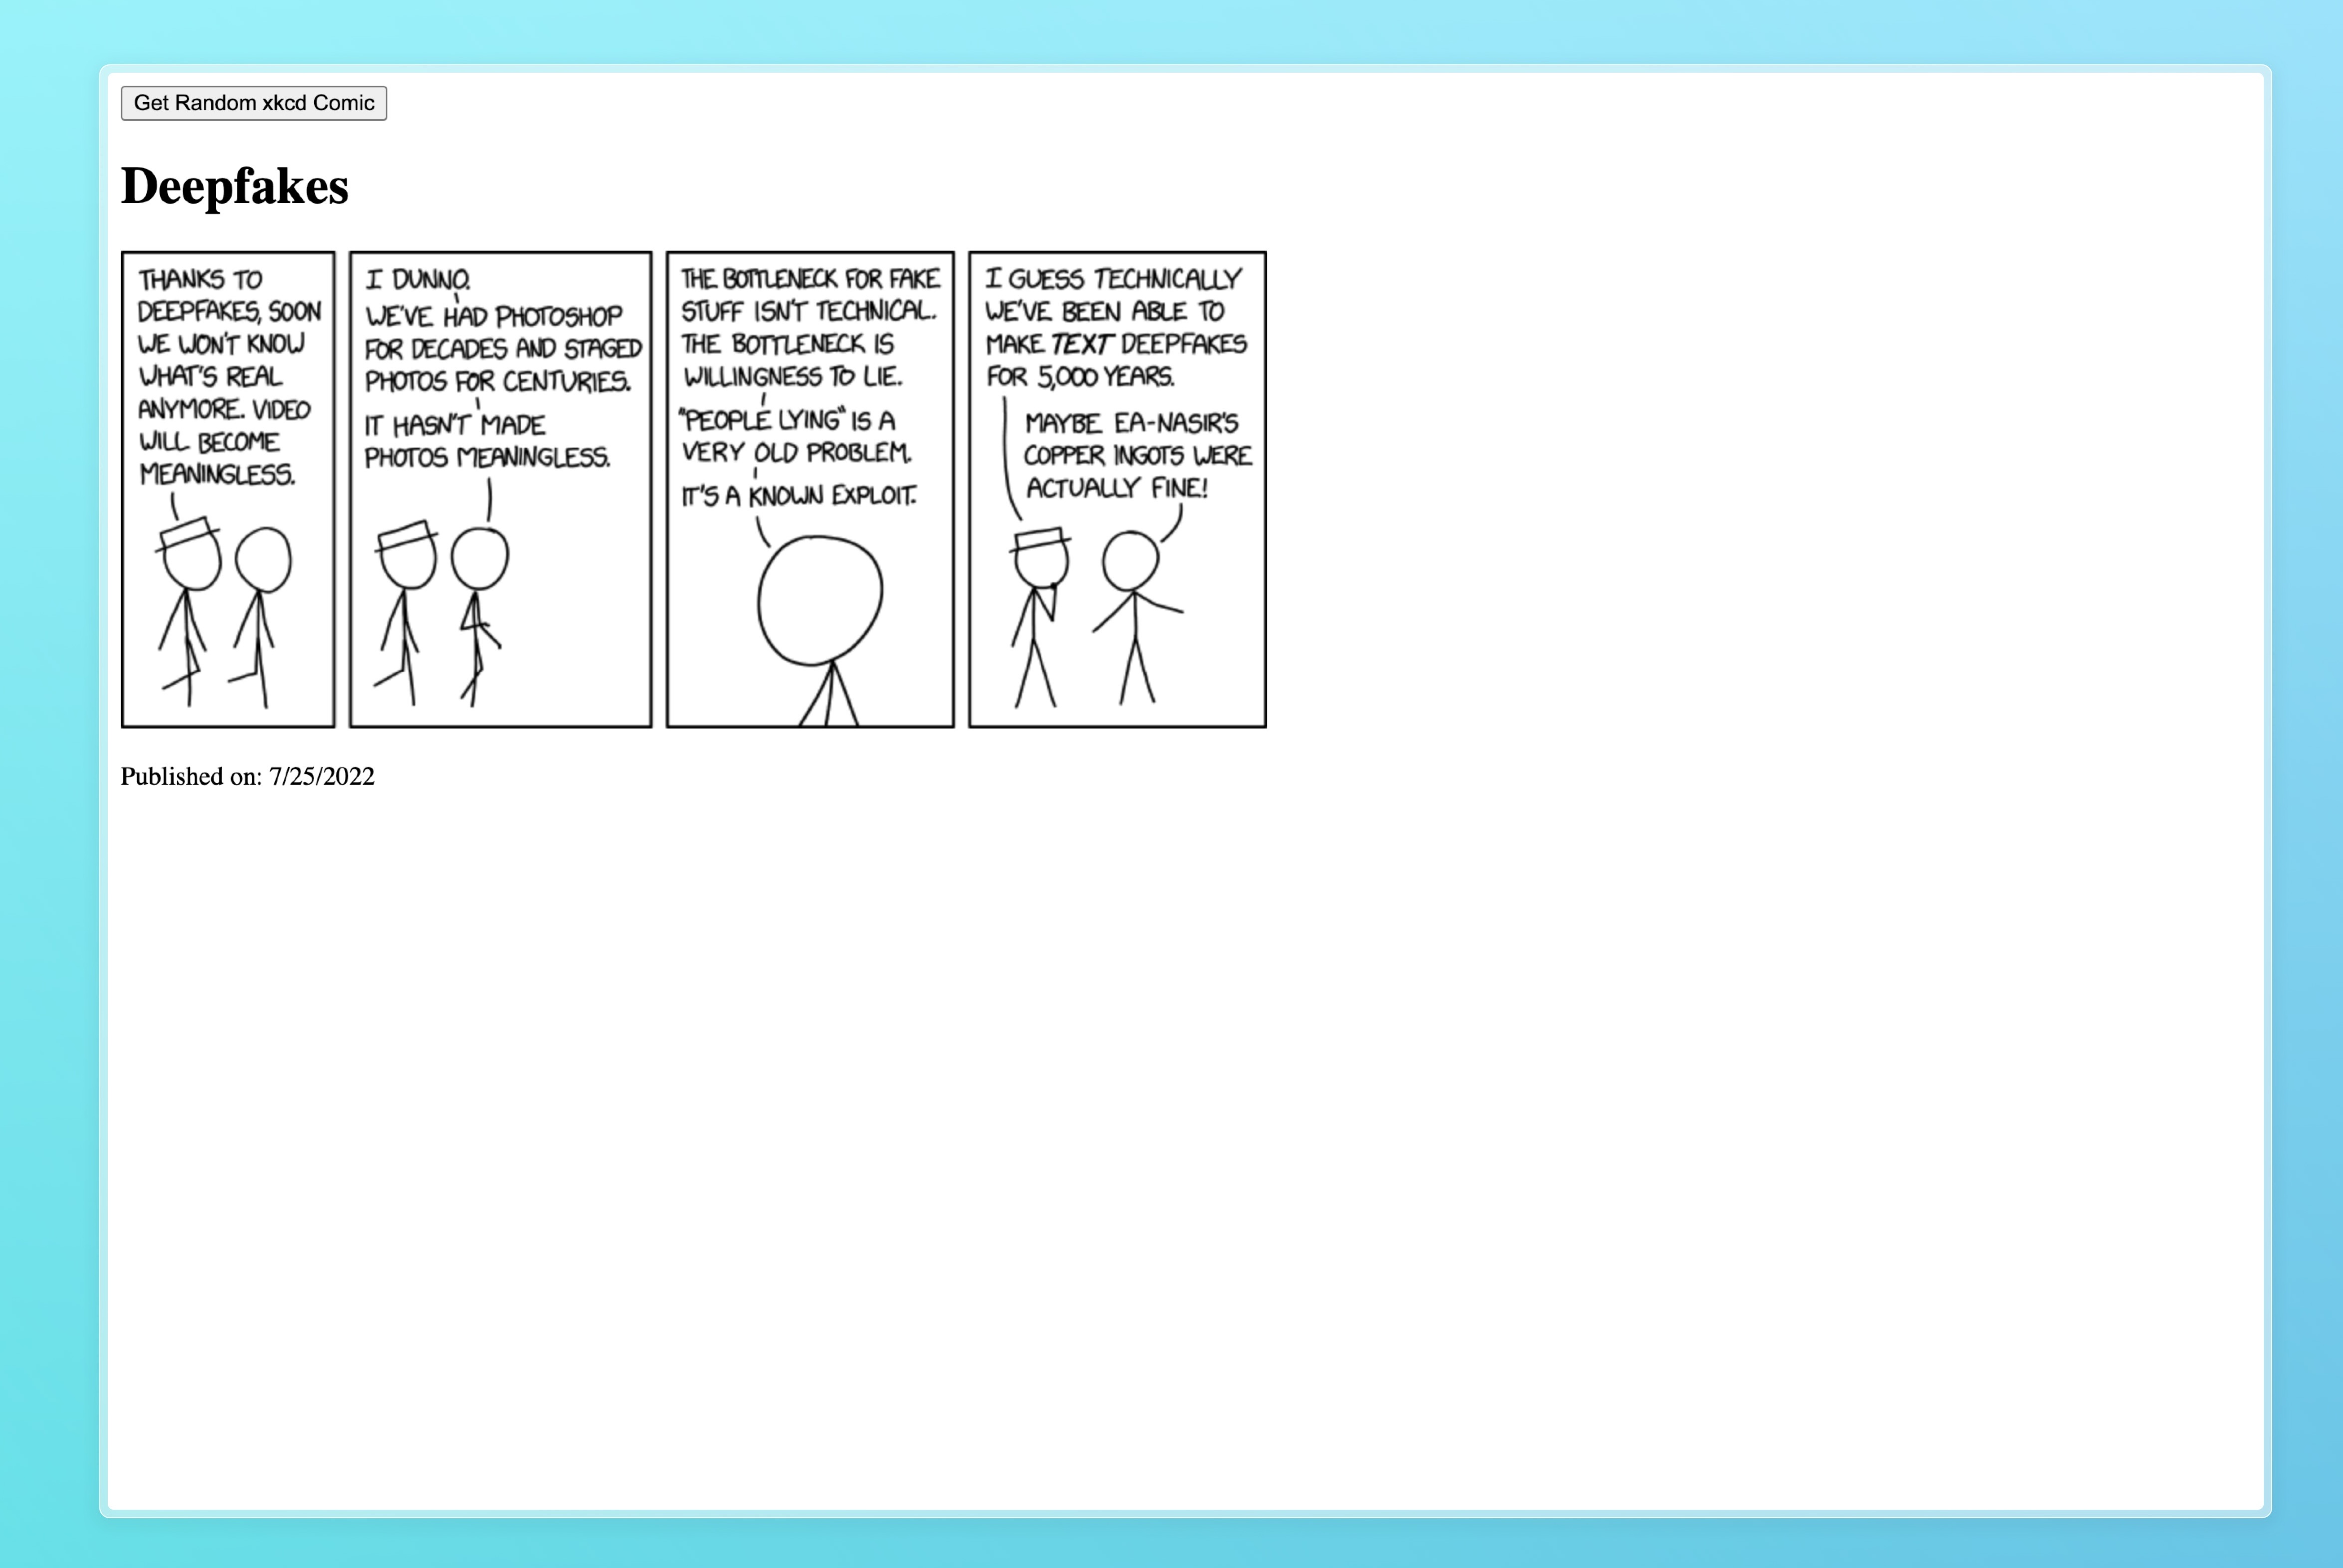 Get Random xkcd Comic
Deepfakes
THANKS TO
DEEPFAKES, SOON
WE WON'T KNOW
WHAT'S REAL
ANYMORE. VIDEO
WILL BECOME
MEANINGLESS.
I DUNNO.
WE'VE HAD PHOTOSHOP
FOR DECADES AND STAGED
PHOTOS FOR CENTURIES.
IT HASN'T MADE
PHOTOS MEANINGLESS.
THE BOTTLENECK FOR FAKE
STUFF ISN'T TECHNICAL.
THE BOTTLENECK IS
WILLINGNESS TO LIE.
"PEOPLE LYING" IS A
VERY OLD PROBLEM.
IT'S A KNOWN EXPLOIT.
I GUESS TECHNICALLY
WE'VE BEEN ABLE TO
MAKE TEXT DEEPFAKES
FOR 5,000 YEARS.
MAYBE EA-NASIR'S
COPPER INGOTS WERE
ACTUALLY FINE!
Published on: 7/25/2022